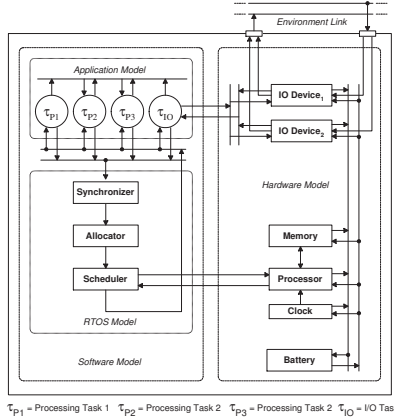 Environment Link
Application Model
τP1 τP2 τP3 τIO
IO Device1
IO Device2
Synchronizer
Hardware Model
Allocator
Memory
Scheduler
Processor
RTOS Model
Clock
Software Model
Battery
τP1 = Processing Task 1 τP2 = Processing Task 2 τP3 = Processing Task 2 τIO = I/O Tas